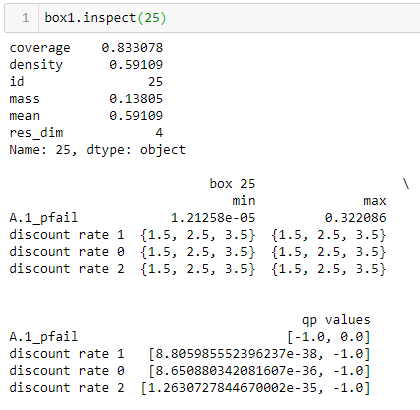 1 box1.inspect(25)
coverage 0.833078
density 0.59109
id 25
mass 0.13805
mean 0.59109
res_dim 4
Name: 25, dtype: object
box 25 \
min max
A.1_pfail 1.21258e-05 0.322086
discount rate 1 {1.5, 2.5, 3.5} {1.5, 2.5, 3.5}
discount rate 0 {1.5, 2.5, 3.5} {1.5, 2.5, 3.5}
discount rate 2 {1.5, 2.5, 3.5} {1.5, 2.5, 3.5}
qp values
A.1_pfail [-1.0, 0.0]
discount rate 1 [8.805985552396237e-38, -1.0]
discount rate 0 [8.650880342081607e-36, -1.0]
discount rate 2 [1.2630727844670002e-35, -1.0]